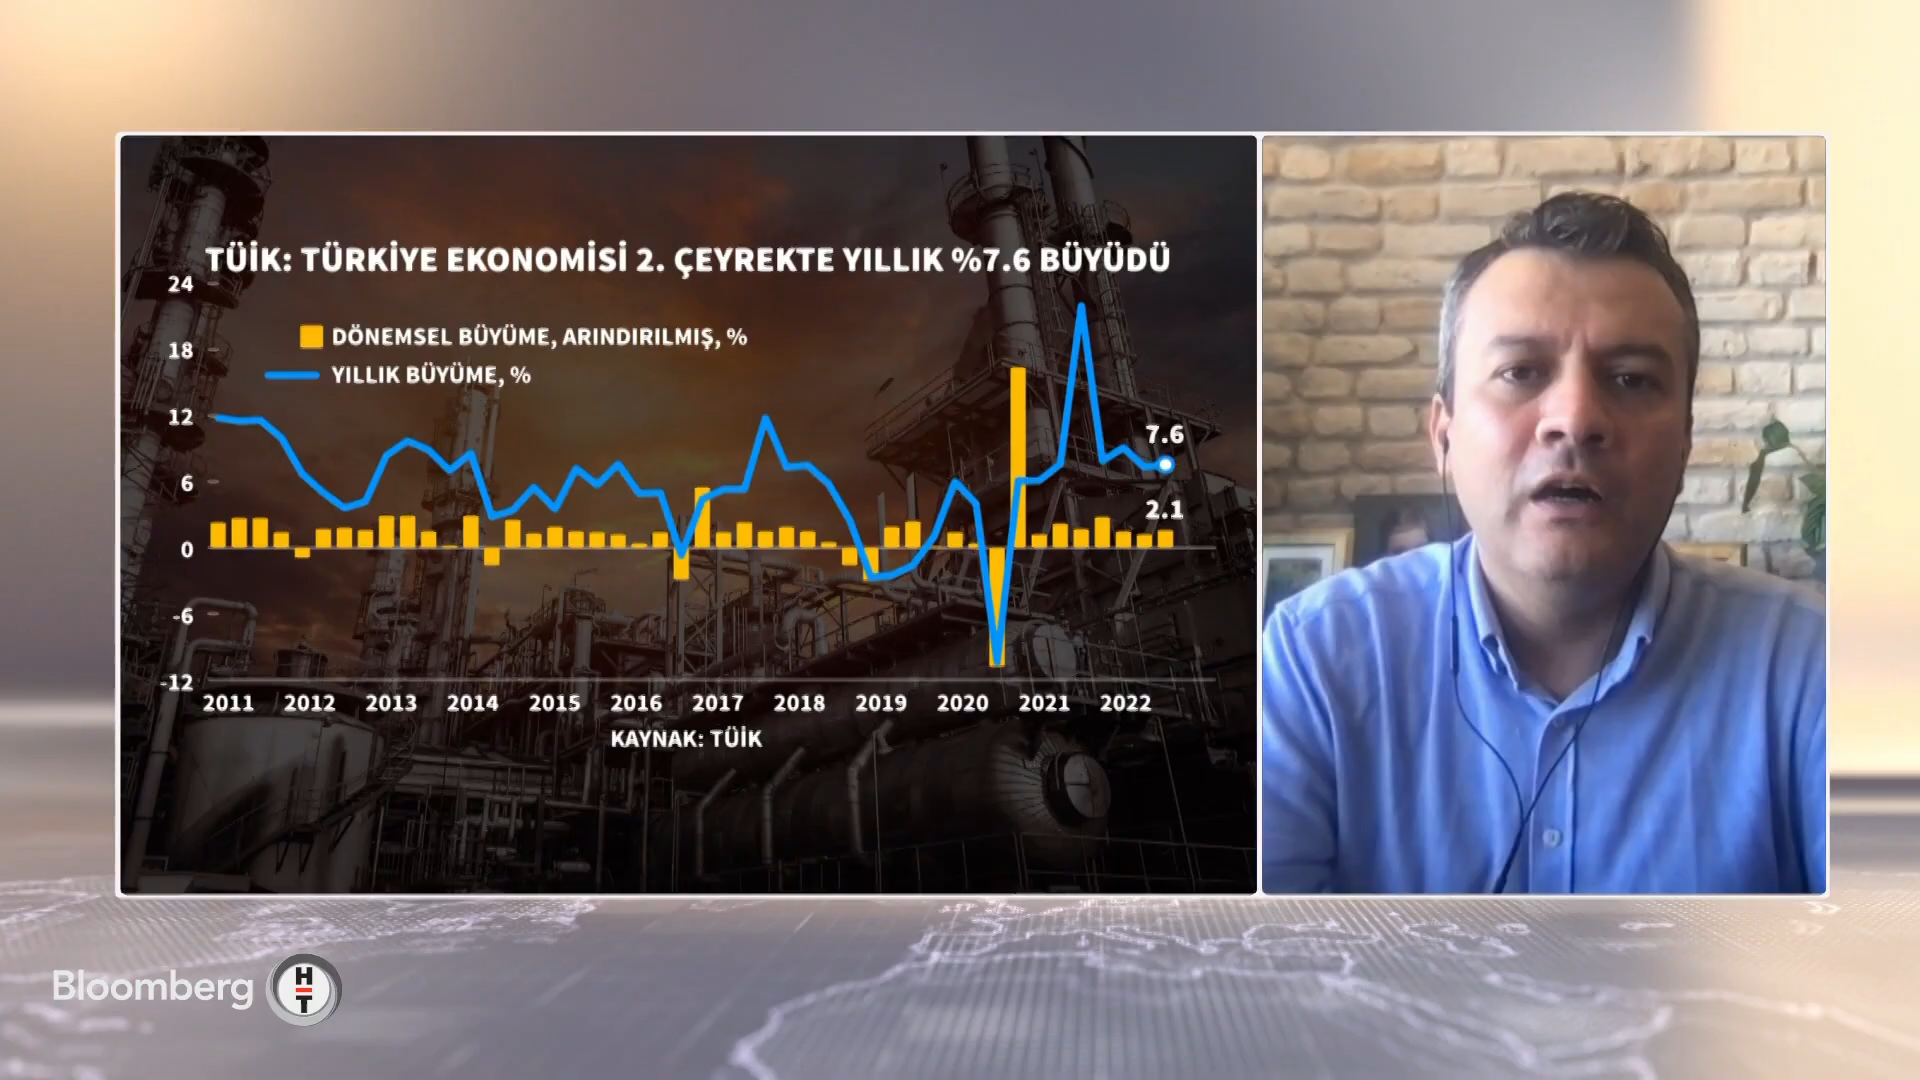 TÜİK: TÜRKİYE EKONOMİSİ 2. ÇEYREKTE YILLIK %7.6 BÜYÜDÜ
24
DÖNEMSEL BÜYÜME, ARINDIRILMIŞ, %
18
YILLIK BÜYÜME, %
12
7.6
6
2.1
0
-6
-12
2011 2012 2013 2014 2015 2016 2017 2018 2019 2020 2021 2022
KAYNAK: TÜİK
Bloomberg HT